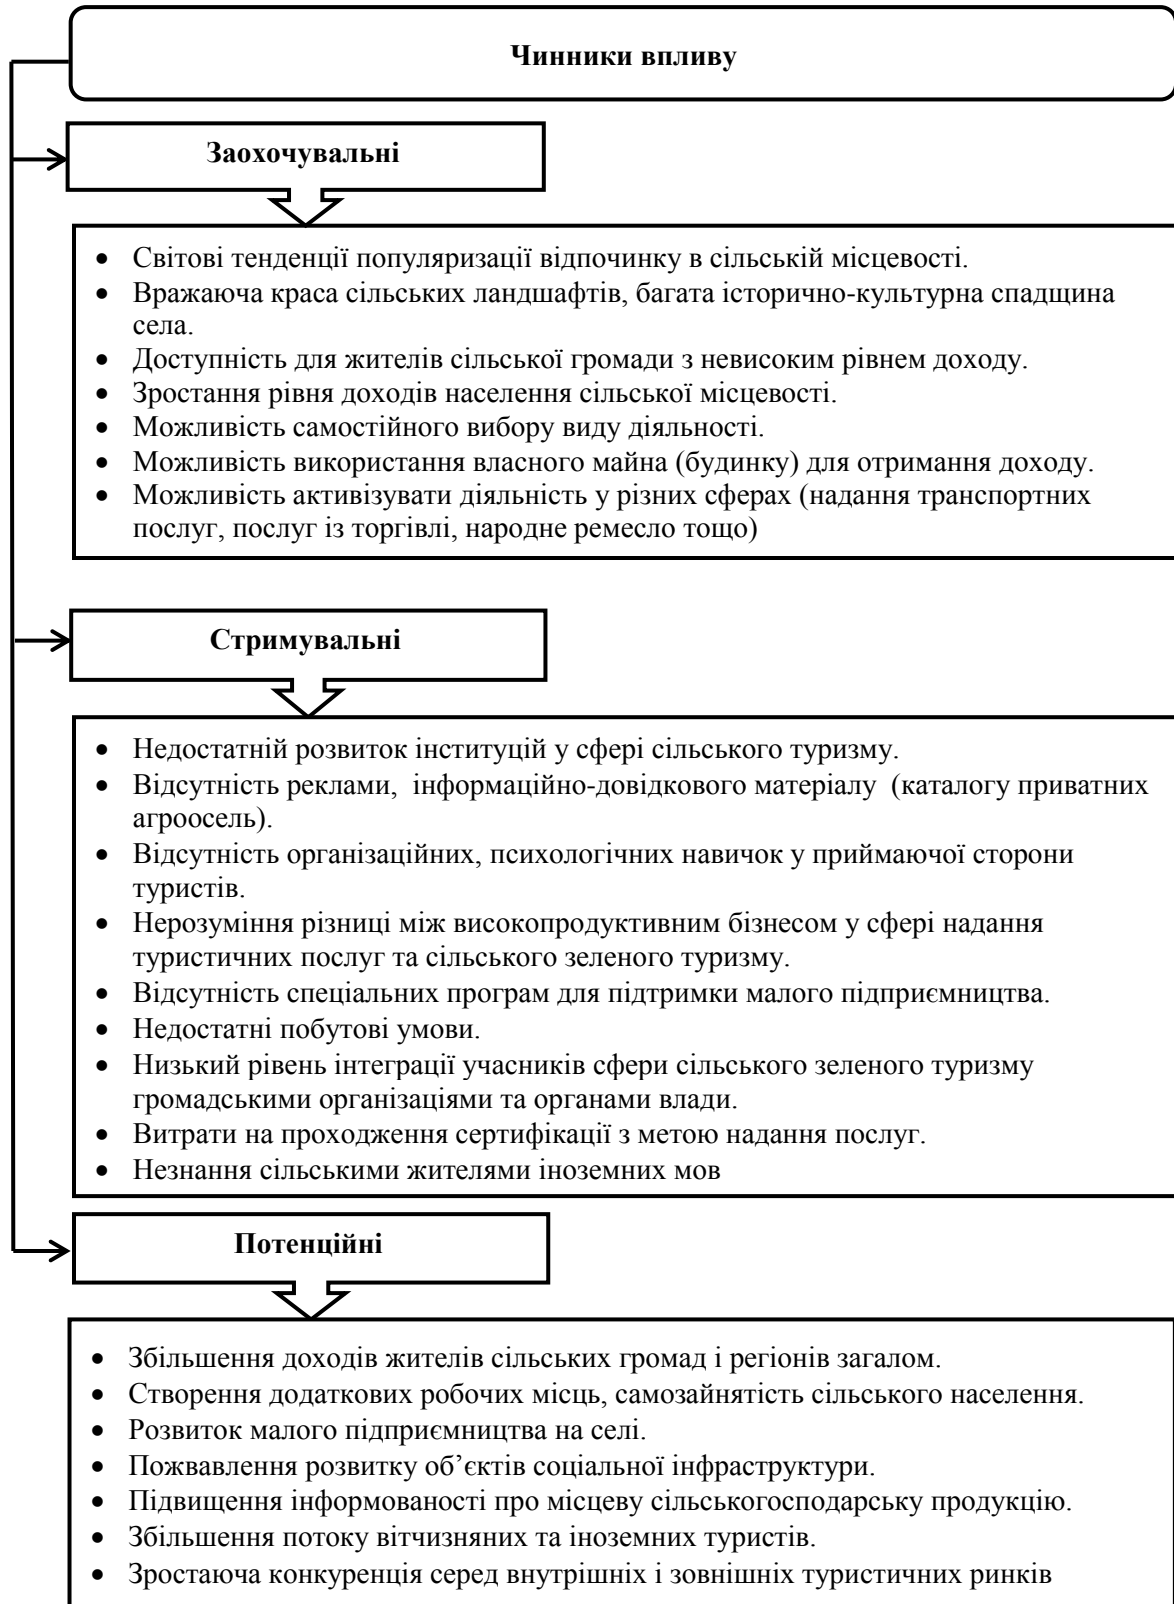 Чинники впливу
Заохочувальні
• Світові тенденції популяризації відпочинку в сільській місцевості.
• Вражаюча краса сільських ландшафтів, багата історично-культурна спадщина
села.
• Доступність для жителів сільської громади з невисоким рівнем доходу.
• Зростання рівня доходів населення сільської місцевості.
• Можливість самостійного вибору виду діяльності.
• Можливість використання власного майна (будинку) для отримання доходу.
• Можливість активізувати діяльність у різних сферах (надання транспортних
послуг, послуг із торгівлі, народне ремесло тощо)
Стримувальні
• Недостатній розвиток інституцій у сфері сільського туризму.
• Відсутність реклами, інформаційно-довідкового матеріалу (каталогу приватних
агроосель).
• Відсутність організаційних, психологічних навичок у приймаючої сторони
туристів.
• Нерозуміння різниці між високопродуктивним бізнесом у сфері надання
туристичних послуг та сільського зеленого туризму.
• Відсутність спеціальних програм для підтримки малого підприємництва.
• Недостатні побутові умови.
• Низький рівень інтеграції учасників сфери сільського зеленого туризму
громадськими організаціями та органами влади.
• Витрати на проходження сертифікації з метою надання послуг.
• Незнання сільськими жителями іноземних мов
Потенційні
• Збільшення доходів жителів сільських громад і регіонів загалом.
• Створення додаткових робочих місць, самозайнятість сільського населення.
• Розвиток малого підприємництва на селі.
• Пожвавлення розвитку об’єктів соціальної інфраструктури.
• Підвищення інформованості про місцеву сільськогосподарську продукцію.
• Збільшення потоку вітчизняних та іноземних туристів.
• Зростаюча конкуренція серед внутрішніх і зовнішніх туристичних ринків